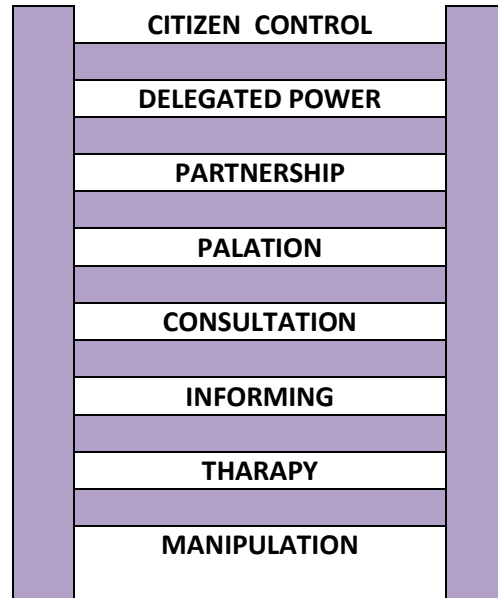 CITIZEN CONTROL
DELEGATED POWER
PARTNERSHIP
PALATION
CONSULTATION
INFORMING
THARAPY
MANIPULATION